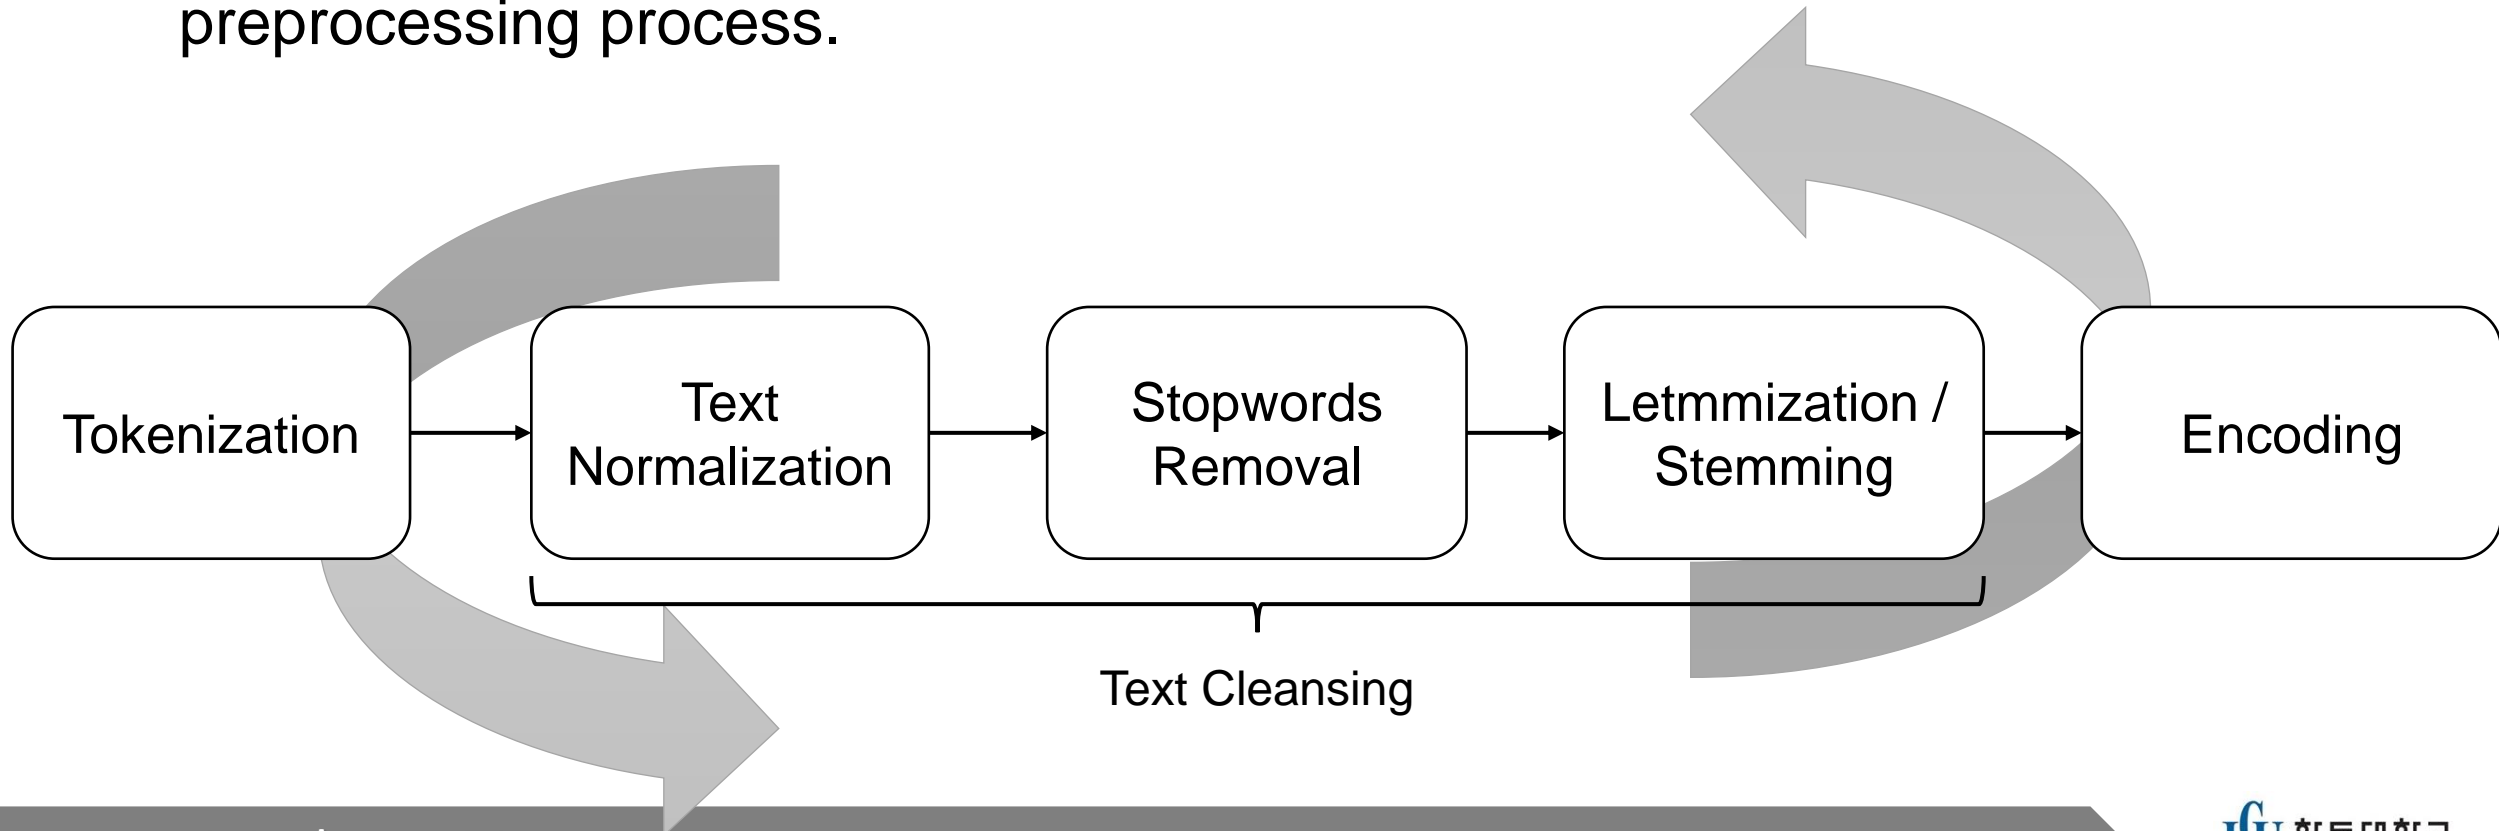 preprocessing process.
Tokenization
Text
Normalization
Stopwords
Removal
Letmmization /
Stemming
Encoding
Text Cleansing